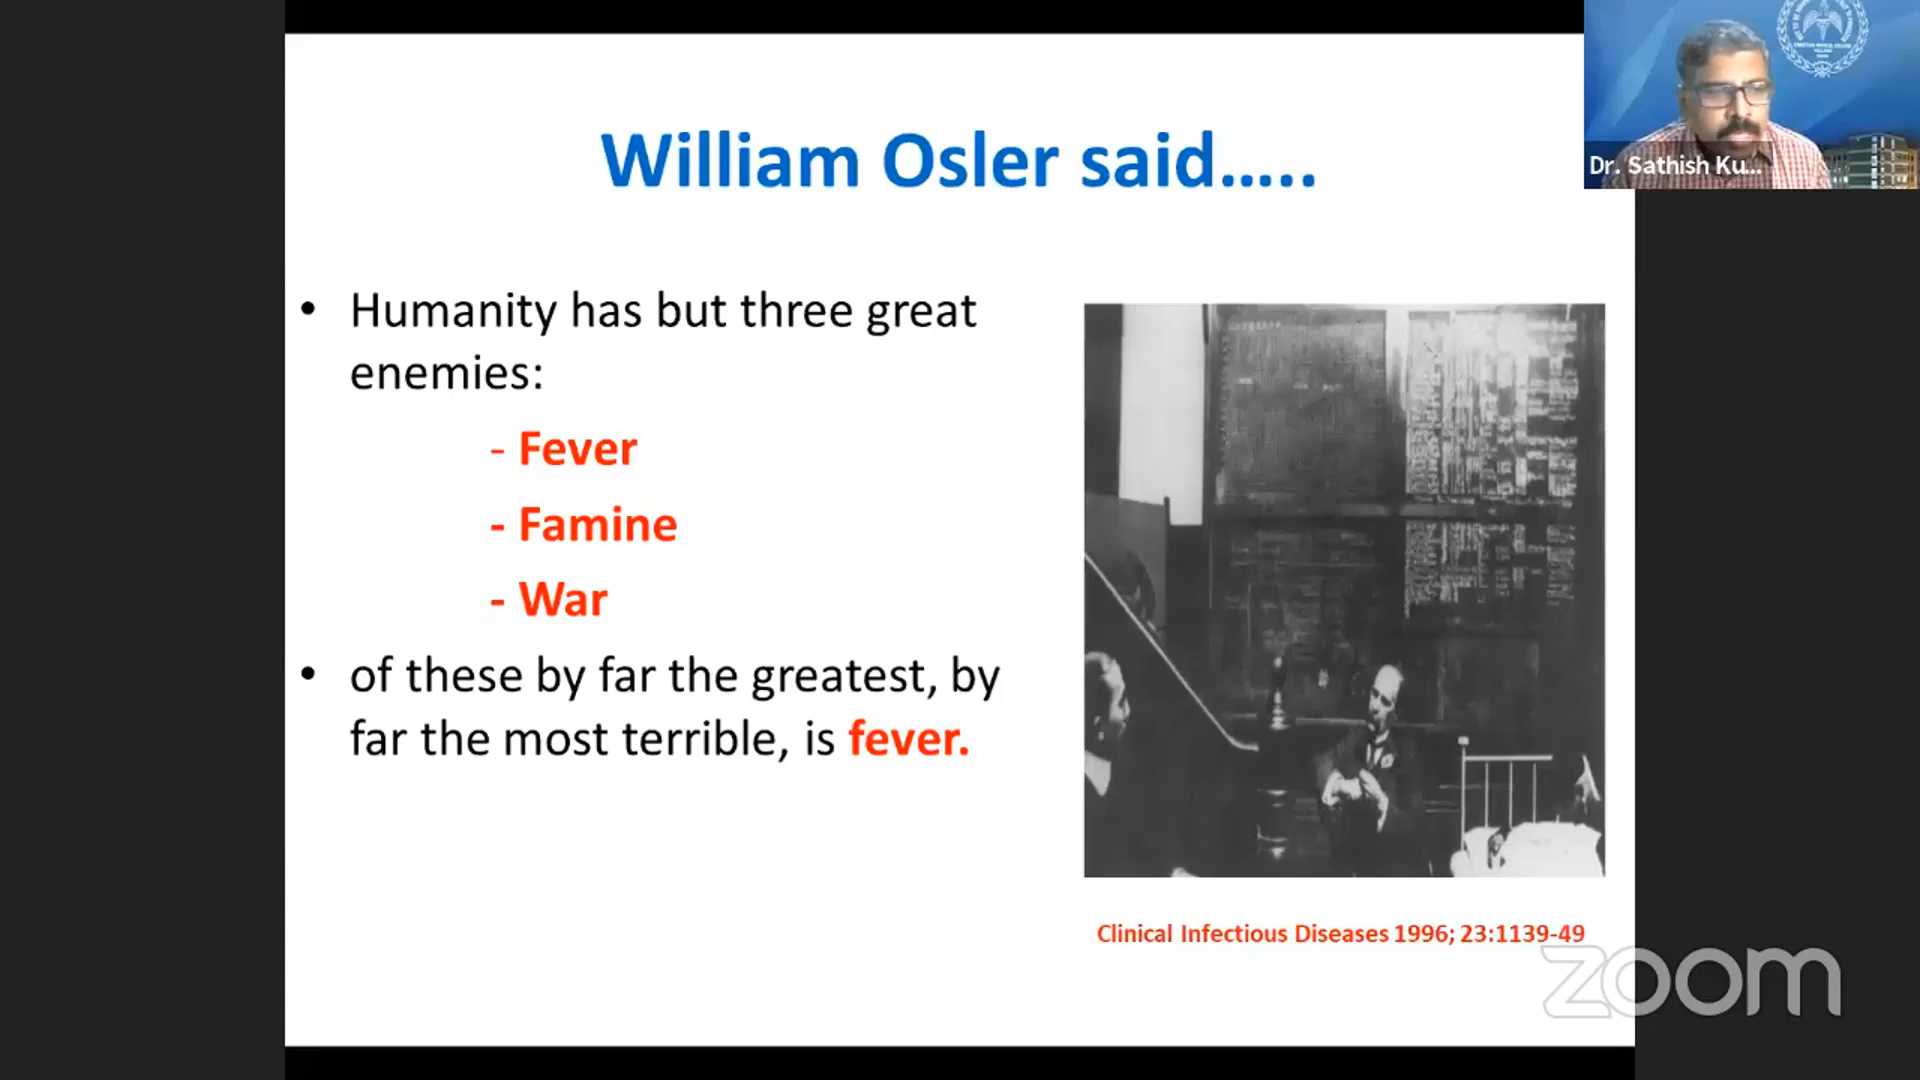 William Osler said…..
Dr. Sathish Ku...
• Humanity has but three great
enemies:
- Fever
- Famine
- War
• of these by far the greatest, by
far the most terrible, is fever.
Clinical Infectious Diseases 1996; 23:1139-49
zoom